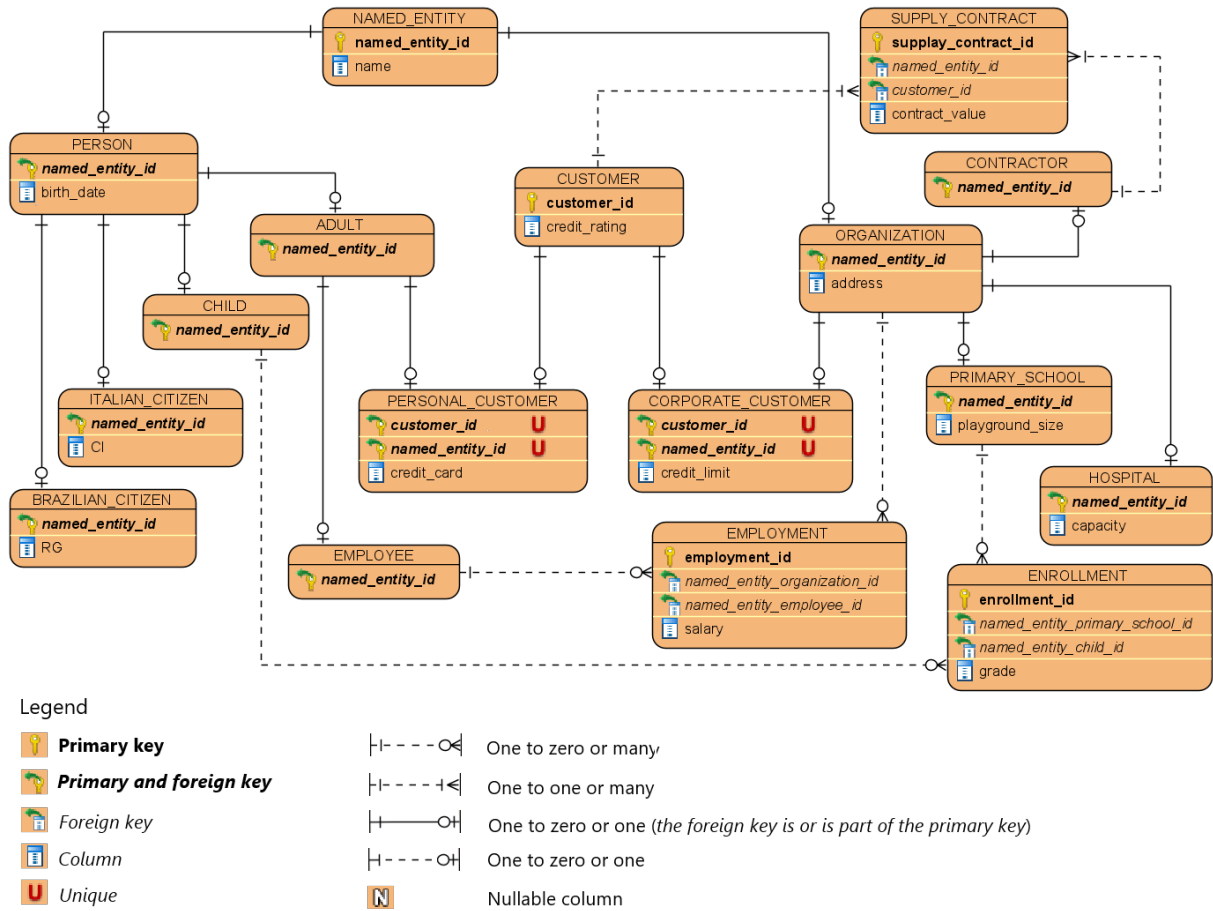 NAMED_ENTITY
named_entity_id
name
SUPPLY_CONTRACT
supplay_contract_id
named_entity_id
customer_id
contract_value
PERSON
named_entity_id
birth_date
CUSTOMER
customer_id
credit_rating
CONTRACTOR
named_entity_id
ADULT
named_entity_id
ORGANIZATION
named_entity_id
address
CHILD
named_entity_id
ITALIAN_CITIZEN
named_entity_id
CI
PERSONAL_CUSTOMER
customer_id U
named_entity_id U
credit_card
CORPORATE_CUSTOMER
customer_id U
named_entity_id U
credit_limit
PRIMARY_SCHOOL
named_entity_id
playground_size
BRAZILIAN_CITIZEN
named_entity_id
RG
HOSPITAL
named_entity_id
capacity
EMPLOYEE
named_entity_id
EMPLOYMENT
employment_id
named_entity_organization_id
named_entity_employee_id
salary
ENROLLMENT
enrollment_id
named_entity_primary_school_id
named_entity_child_id
grade
Legend
Primary key
Primary and foreign key
Foreign key
Column
U Unique
One to zero or many
One to one or many
One to zero or one (the foreign key is or is part of the primary key)
One to zero or one
N Nullable column